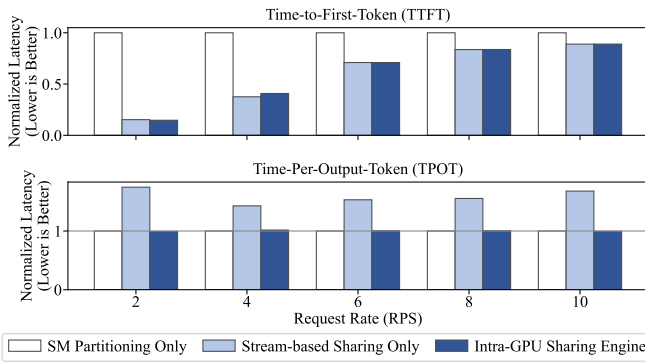 Time-to-First-Token (TTFT)
Normalized Latency
(Lower is Better)
1.0
0.5
0.0
Time-Per-Output-Token (TPOT)
Normalized Latency
(Lower is Better)
1
0
2 4 6 8 10
Request Rate (RPS)
SM Partitioning Only Stream-based Sharing Only Intra-GPU Sharing Engine